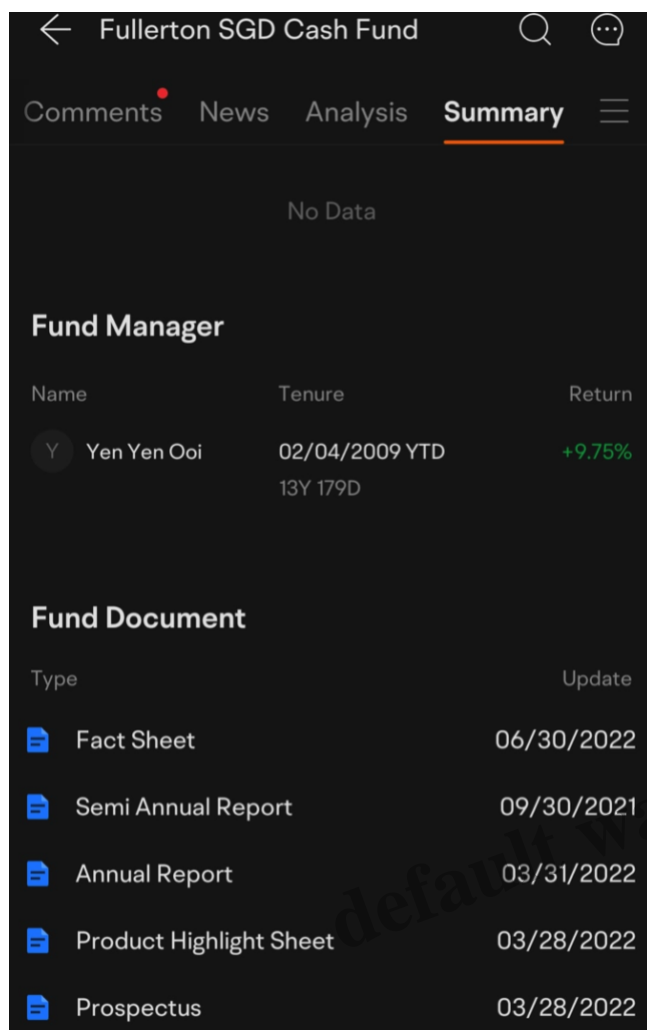 Fullerton SGD Cash Fund
Comments News Analysis Summary
No Data
Fund Manager
Name Tenure Return
Y Yen Yen Ooi 02/04/2009 YTD +9.75%
13Y 179D
Fund Document
Type Update
Fact Sheet 06/30/2022
Semi Annual Report 09/30/2021
Annual Report 03/31/2022
Product Highlight Sheet 03/28/2022
Prospectus 03/28/2022
default